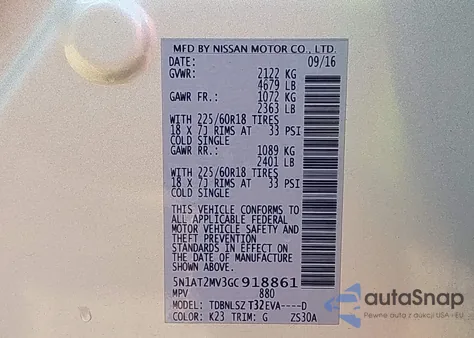 MFD BY NISSAN MOTOR CO., LTD.
DATE: 09/16
GVWR: 2122 KG
4679 LB
GAWR FR.: 1072 KG
2363 LB
WITH 225/60R18 TIRES
18 X 7J RIMS AT 33 PSI
COLD SINGLE
GAWR RR.: 1089 KG
2401 LB
WITH 225/60R18 TIRES
18 X 7J RIMS AT 33 PSI
COLD SINGLE
THIS VEHICLE CONFORMS TO
ALL APPLICABLE FEDERAL
MOTOR VEHICLE SAFETY AND
THEFT PREVENTION
STANDARDS IN EFFECT ON
THE DATE OF MANUFACTURE
SHOWN ABOVE.
5N1AT2MV3GC918861
MPV 880
MODEL: TDBNLSZ T32EVA----D
COLOR: K23 TRIM: G ZS30A
autaSnap
Pewne auto z aukcji w USA